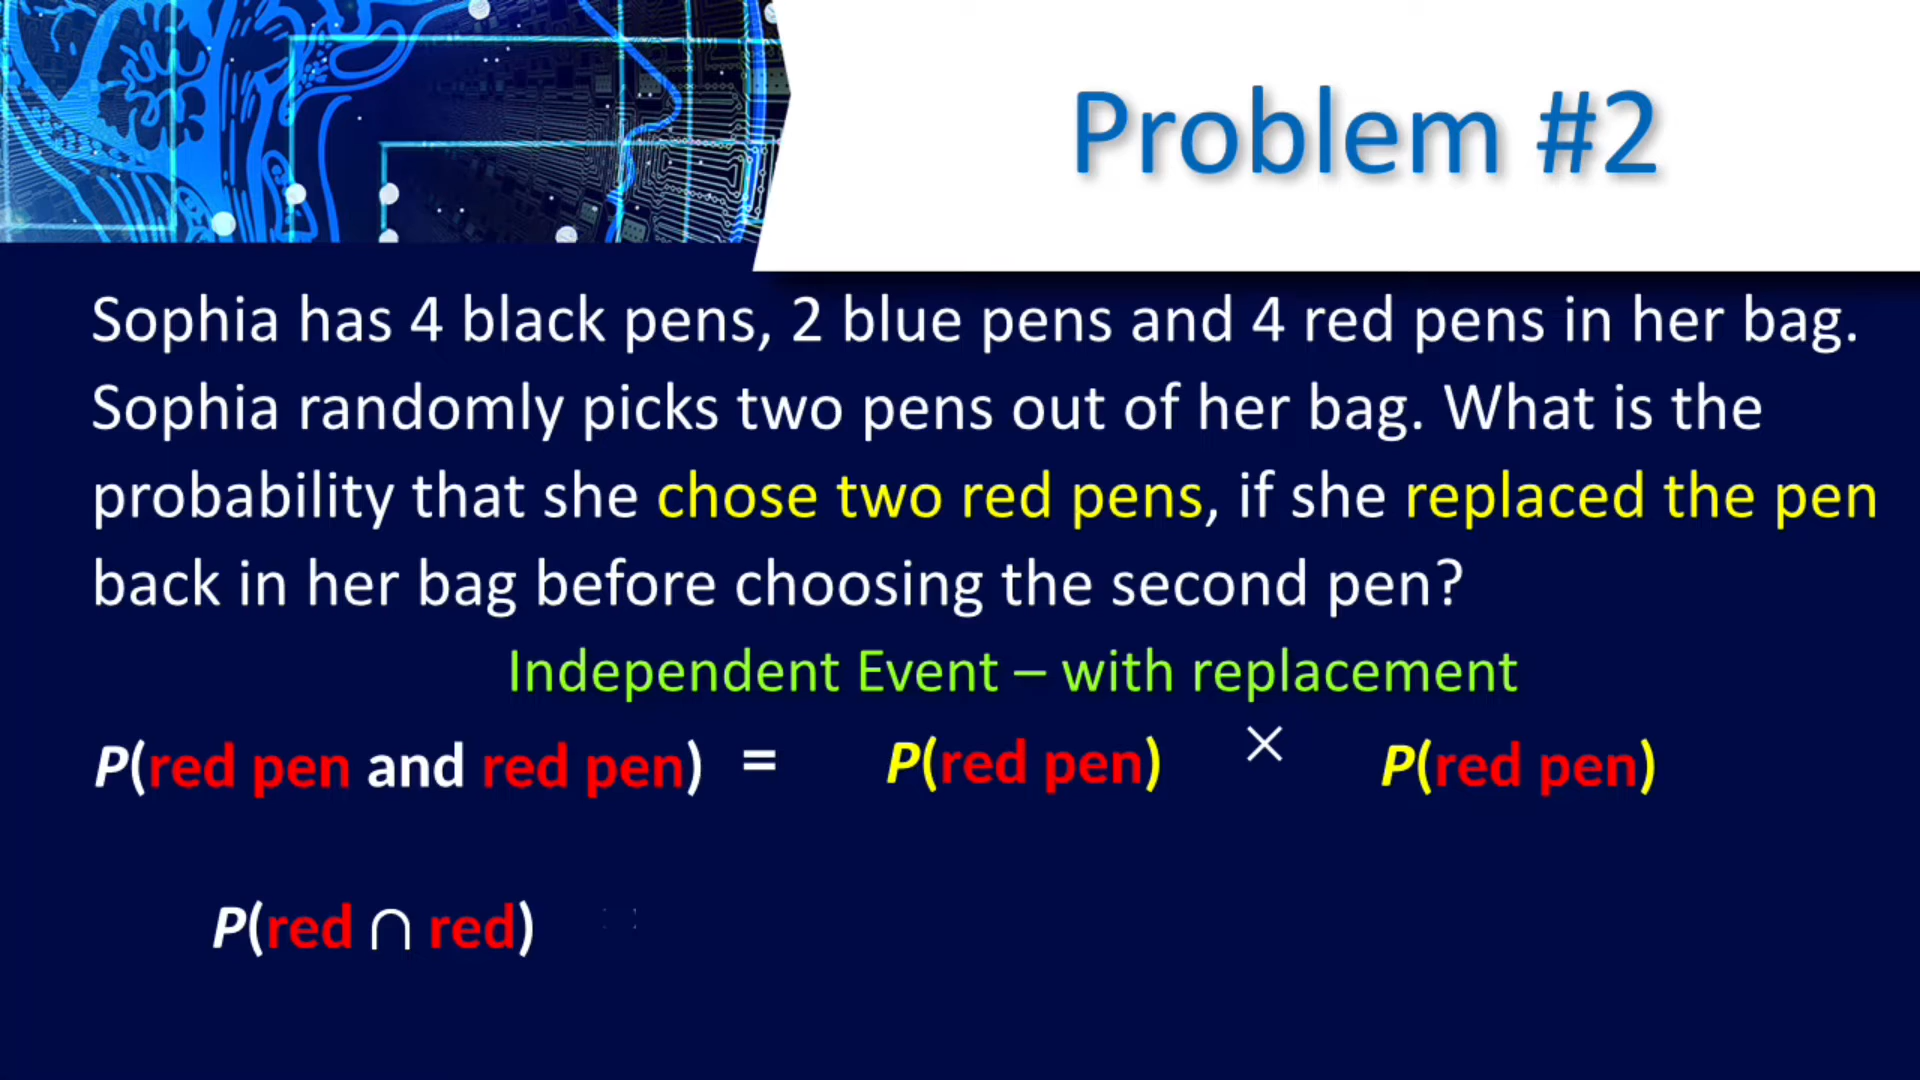 Problem #2
Sophia has 4 black pens, 2 blue pens and 4 red pens in her bag.
Sophia randomly picks two pens out of her bag. What is the
probability that she chose two red pens, if she replaced the pen
back in her bag before choosing the second pen?
Independent Event – with replacement
P(red pen and red pen) = P(red pen) × P(red pen)
P(red ∩ red)